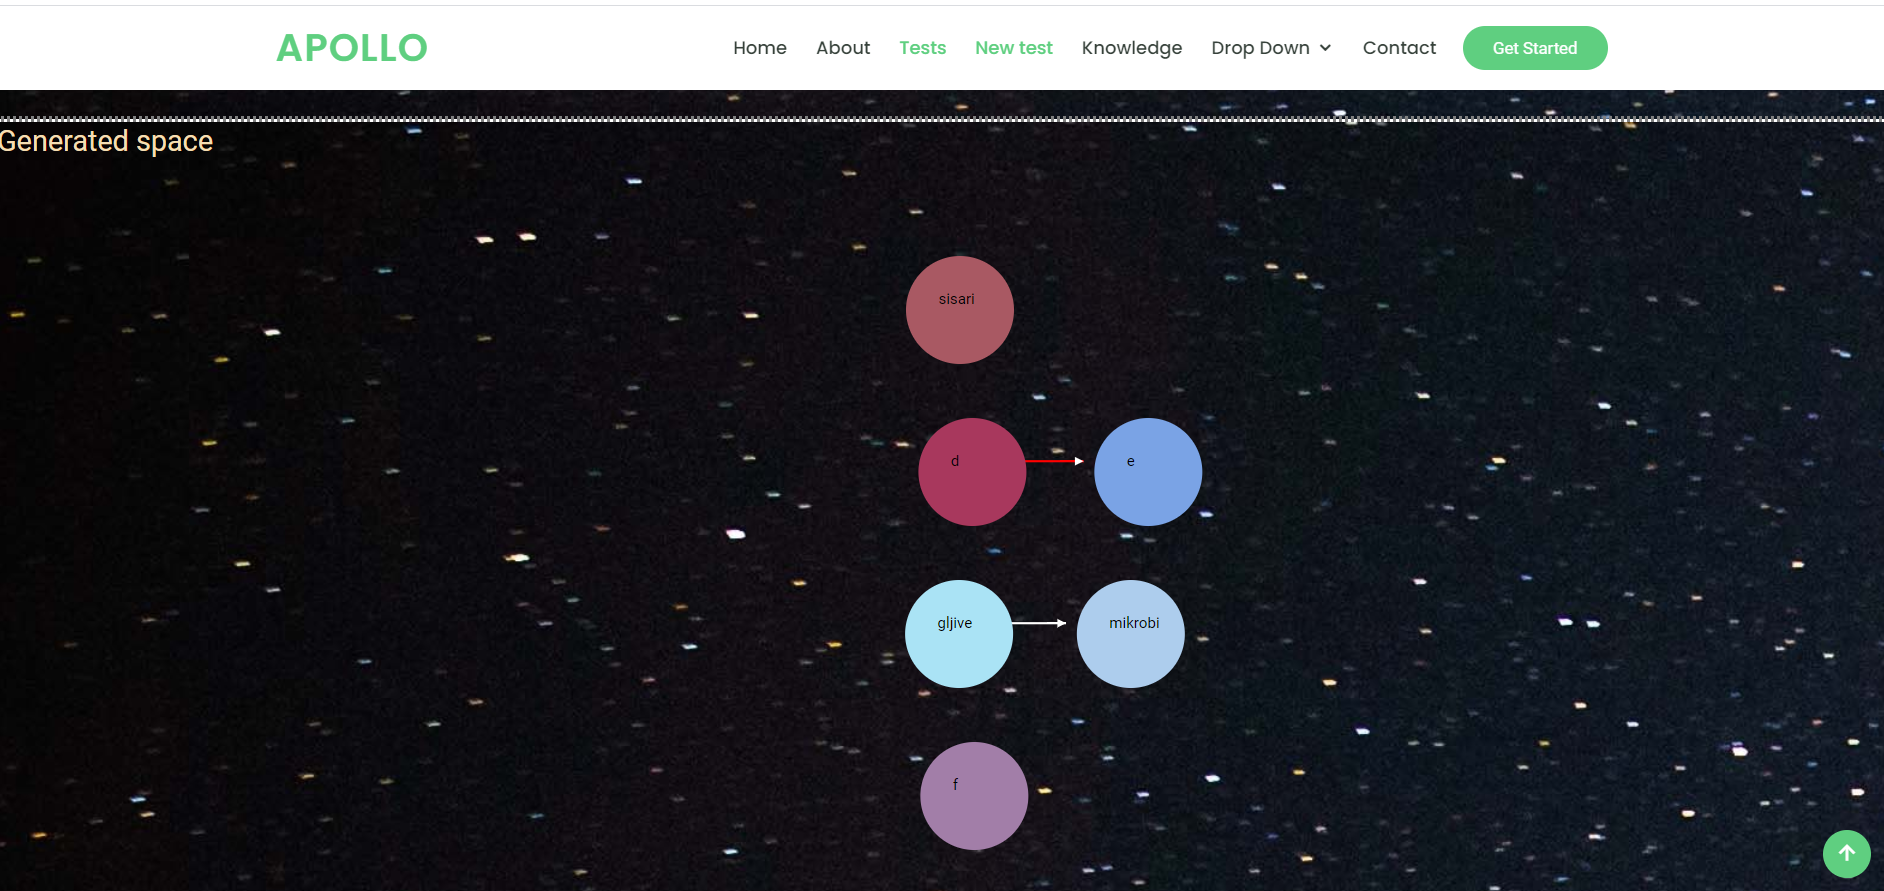 APOLLO
Home About Tests New test Knowledge Drop Down Contact Get Started
Generated space
sisari
d e
gljive mikrobi
f